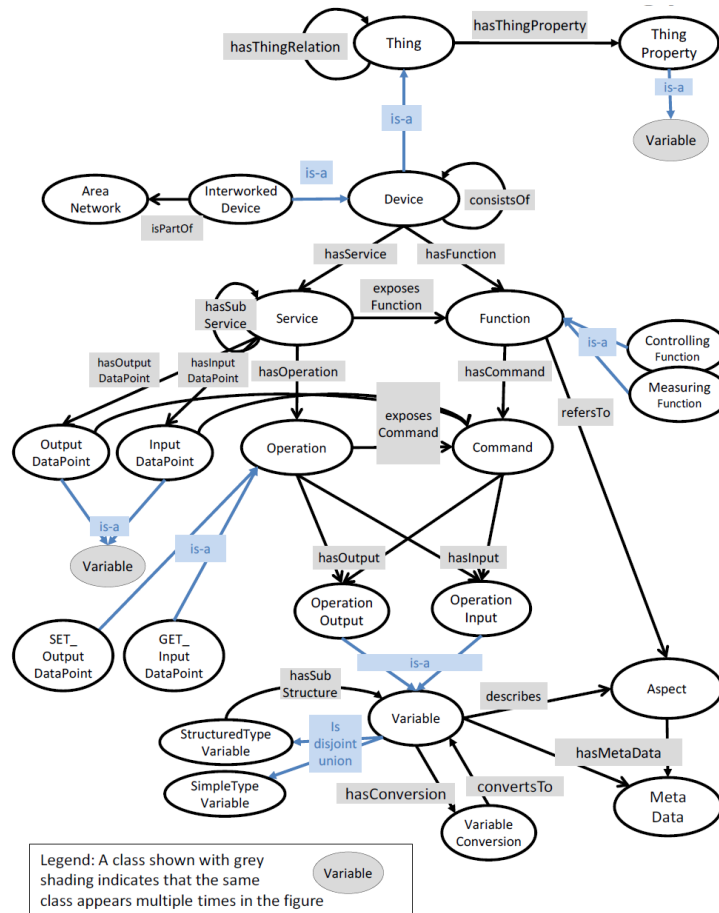 hasThingRelation
Thing
hasThingProperty
Thing
Property
is-a
Variable
is-a
Area
Network
isPartOf
Interworked
Device
is-a
Device
consistsOf
hasService
hasFunction
hasSub
Service
Service
exposes
Function
Function
is-a
Controlling
Function
Measuring
Function
hasOutput
DataPoint
hasInput
DataPoint
hasOperation
hasCommand
refersTo
exposes
Command
Output
DataPoint
Input
DataPoint
Operation
Command
is-a
Variable
is-a
hasOutput
hasInput
Operation
Output
Operation
Input
SET_
Output
DataPoint
GET_
Input
DataPoint
is-a
hasSub
Structure
describes
Aspect
StructuredType
Variable
Is
disjoint
union
Variable
SimpleType
Variable
hasMetaData
hasConversion
convertsTo
Variable
Conversion
Meta
Data
Legend: A class shown with grey
shading indicates that the same
class appears multiple times in the figure
Variable